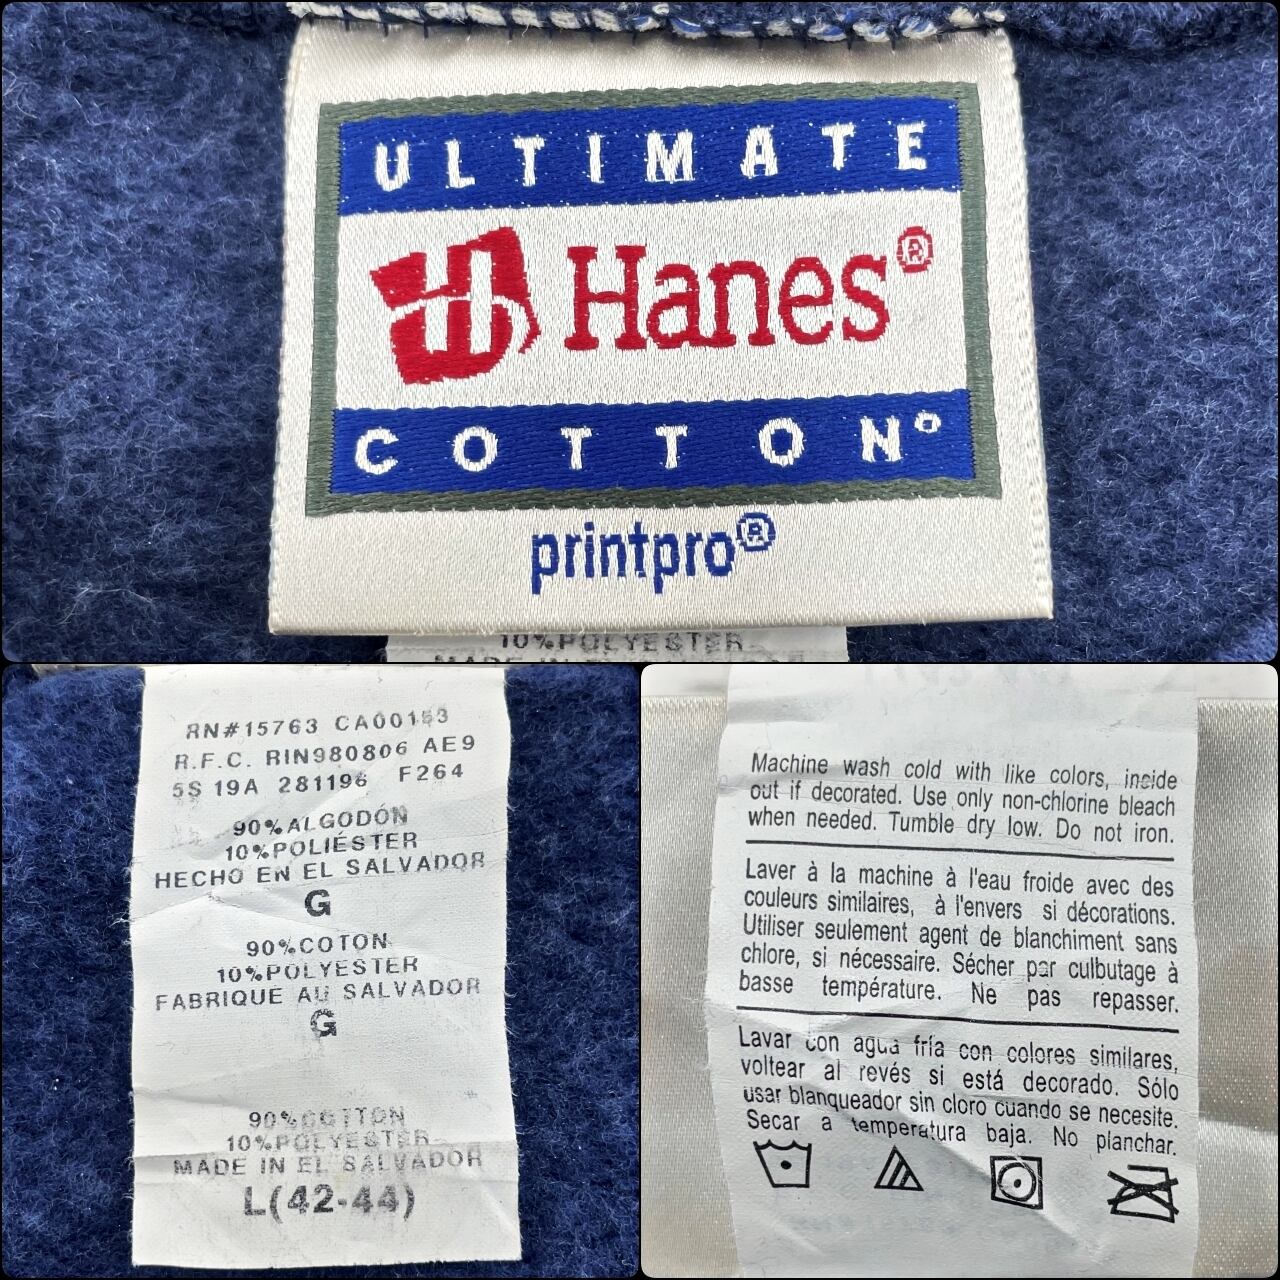 ULTIMATE
Hanes®
COTTON®
printpro®
10%POLYESTER
MADE IN EL SALVADOR
RN#15763 CA00153
R.F.C. RIN980806 AE9
5S 19A 281196 F264
90%ALGODÓN
10%POLIÉSTER
HECHO EN EL SALVADOR
G
90%COTON
10%POLYESTER
FABRIQUE AU SALVADOR
G
90%COTTON
10%POLYESTER
MADE IN EL SALVADOR
L(42-44)
Machine wash cold with like colors, inside
out if decorated. Use only non-chlorine bleach
when needed. Tumble dry low. Do not iron.
Laver à la machine à l'eau froide avec des
couleurs similaires, à l'envers si décorations.
Utiliser seulement agent de blanchiment sans
chlore, si nécessaire. Sécher par culbutage à
basse température. Ne pas repasser.
Lavar con agua fría con colores similares,
voltear al revés si está decorado. Sólo
usar blanqueador sin cloro cuando se necesite.
Secar a temperatura baja. No planchar.